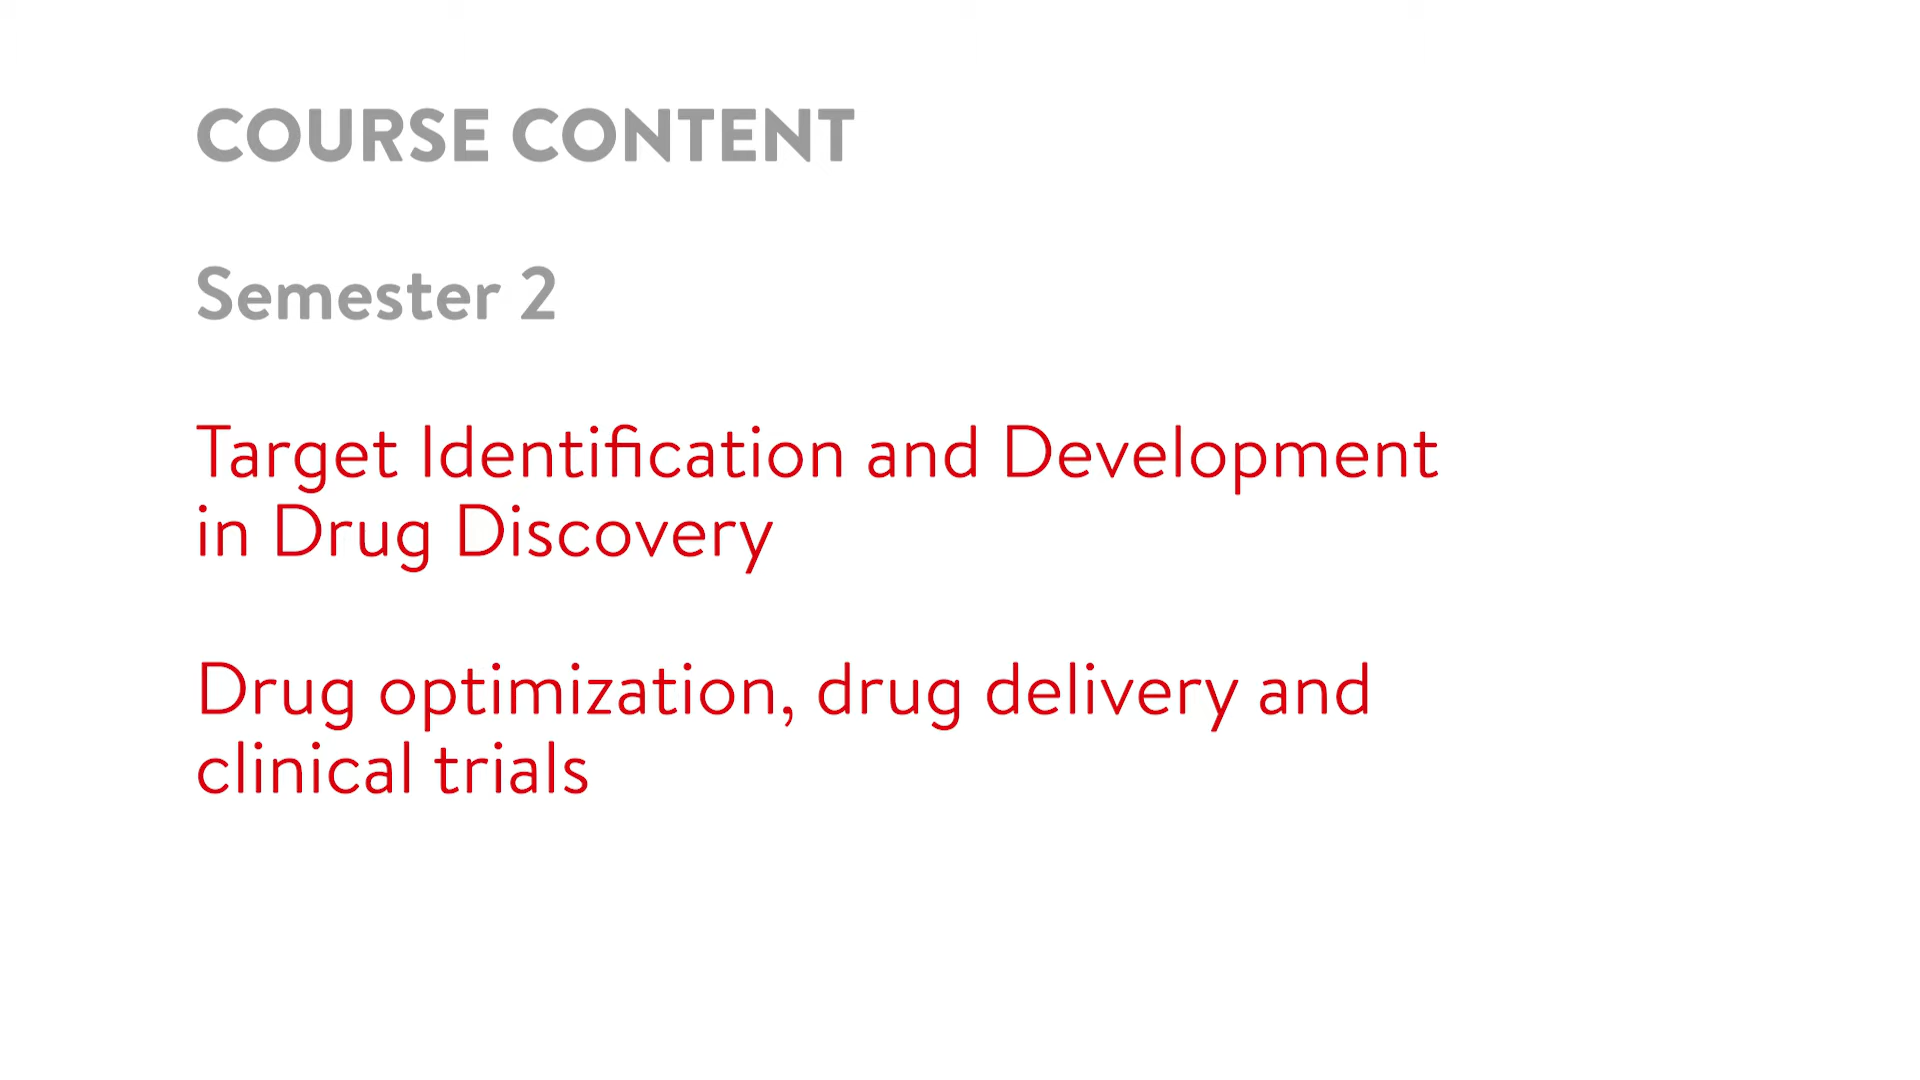 COURSE CONTENT
Semester 2
Target Identification and Development
in Drug Discovery
Drug optimization, drug delivery and
clinical trials